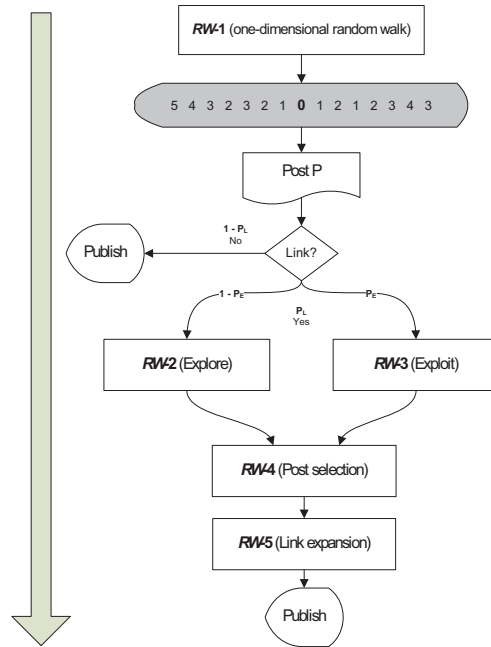 RW-1 (one-dimensional random walk)
5 4 3 2 3 2 1 0 1 2 1 2 3 4 3
Post P
1 - PL
No
Publish
Link?
1 - PE
PL
Yes
PE
RW-2 (Explore)
RW-3 (Exploit)
RW-4 (Post selection)
RW-5 (Link expansion)
Publish